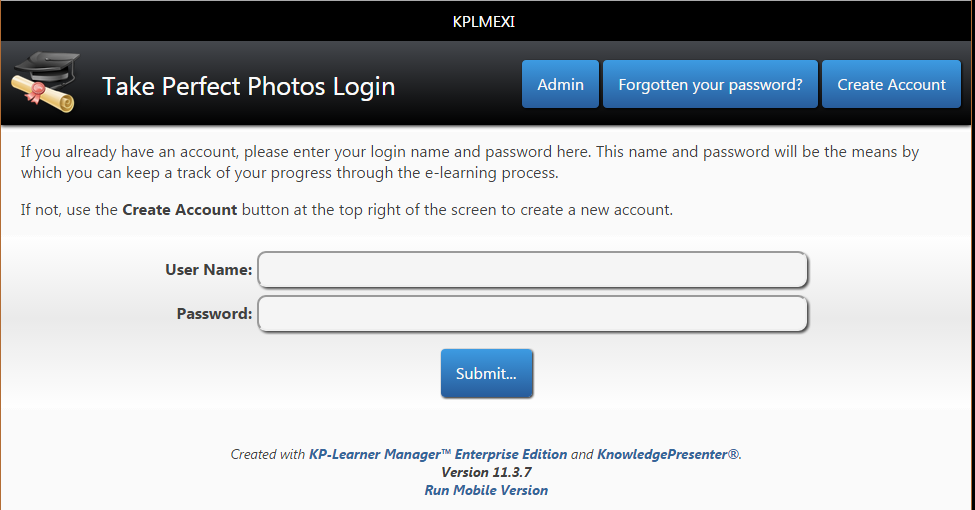 KPLMEXI
Take Perfect Photos Login
Admin
Forgotten your password?
Create Account
If you already have an account, please enter your login name and password here. This name and password will be the means by
which you can keep a track of your progress through the e-learning process.
If not, use the Create Account button at the top right of the screen to create a new account.
User Name:
Password:
Submit...
Created with KP-Learner Manager™ Enterprise Edition and KnowledgePresenter®.
Version 11.3.7
Run Mobile Version